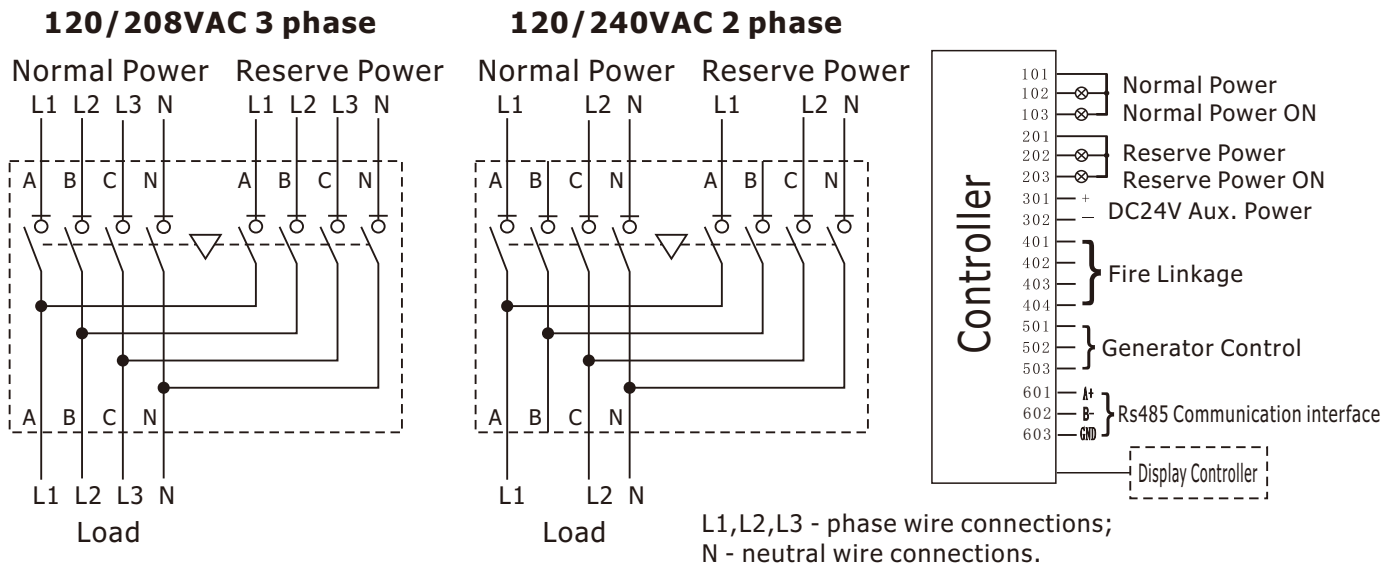 120/208VAC 3 phase
Normal Power Reserve Power
L1 L2 L3 N L1 L2 L3 N
A B C N A B C N
A B C N
L1 L2 L3 N
Load
120/240VAC 2 phase
Normal Power Reserve Power
L1 L2 N L1 L2 N
A B C N A B C N
A B C N
L1 L2 N
Load
L1,L2,L3 - phase wire connections;
N - neutral wire connections.
Controller
101
102 Normal Power
103 Normal Power ON
201
202 Reserve Power
203 Reserve Power ON
301 +
302 — DC24V Aux. Power
401
402
403
404
Fire Linkage
501
502
503
Generator Control
601 A+
602 B-
603 GND
Rs485 Communication interface
Display Controller